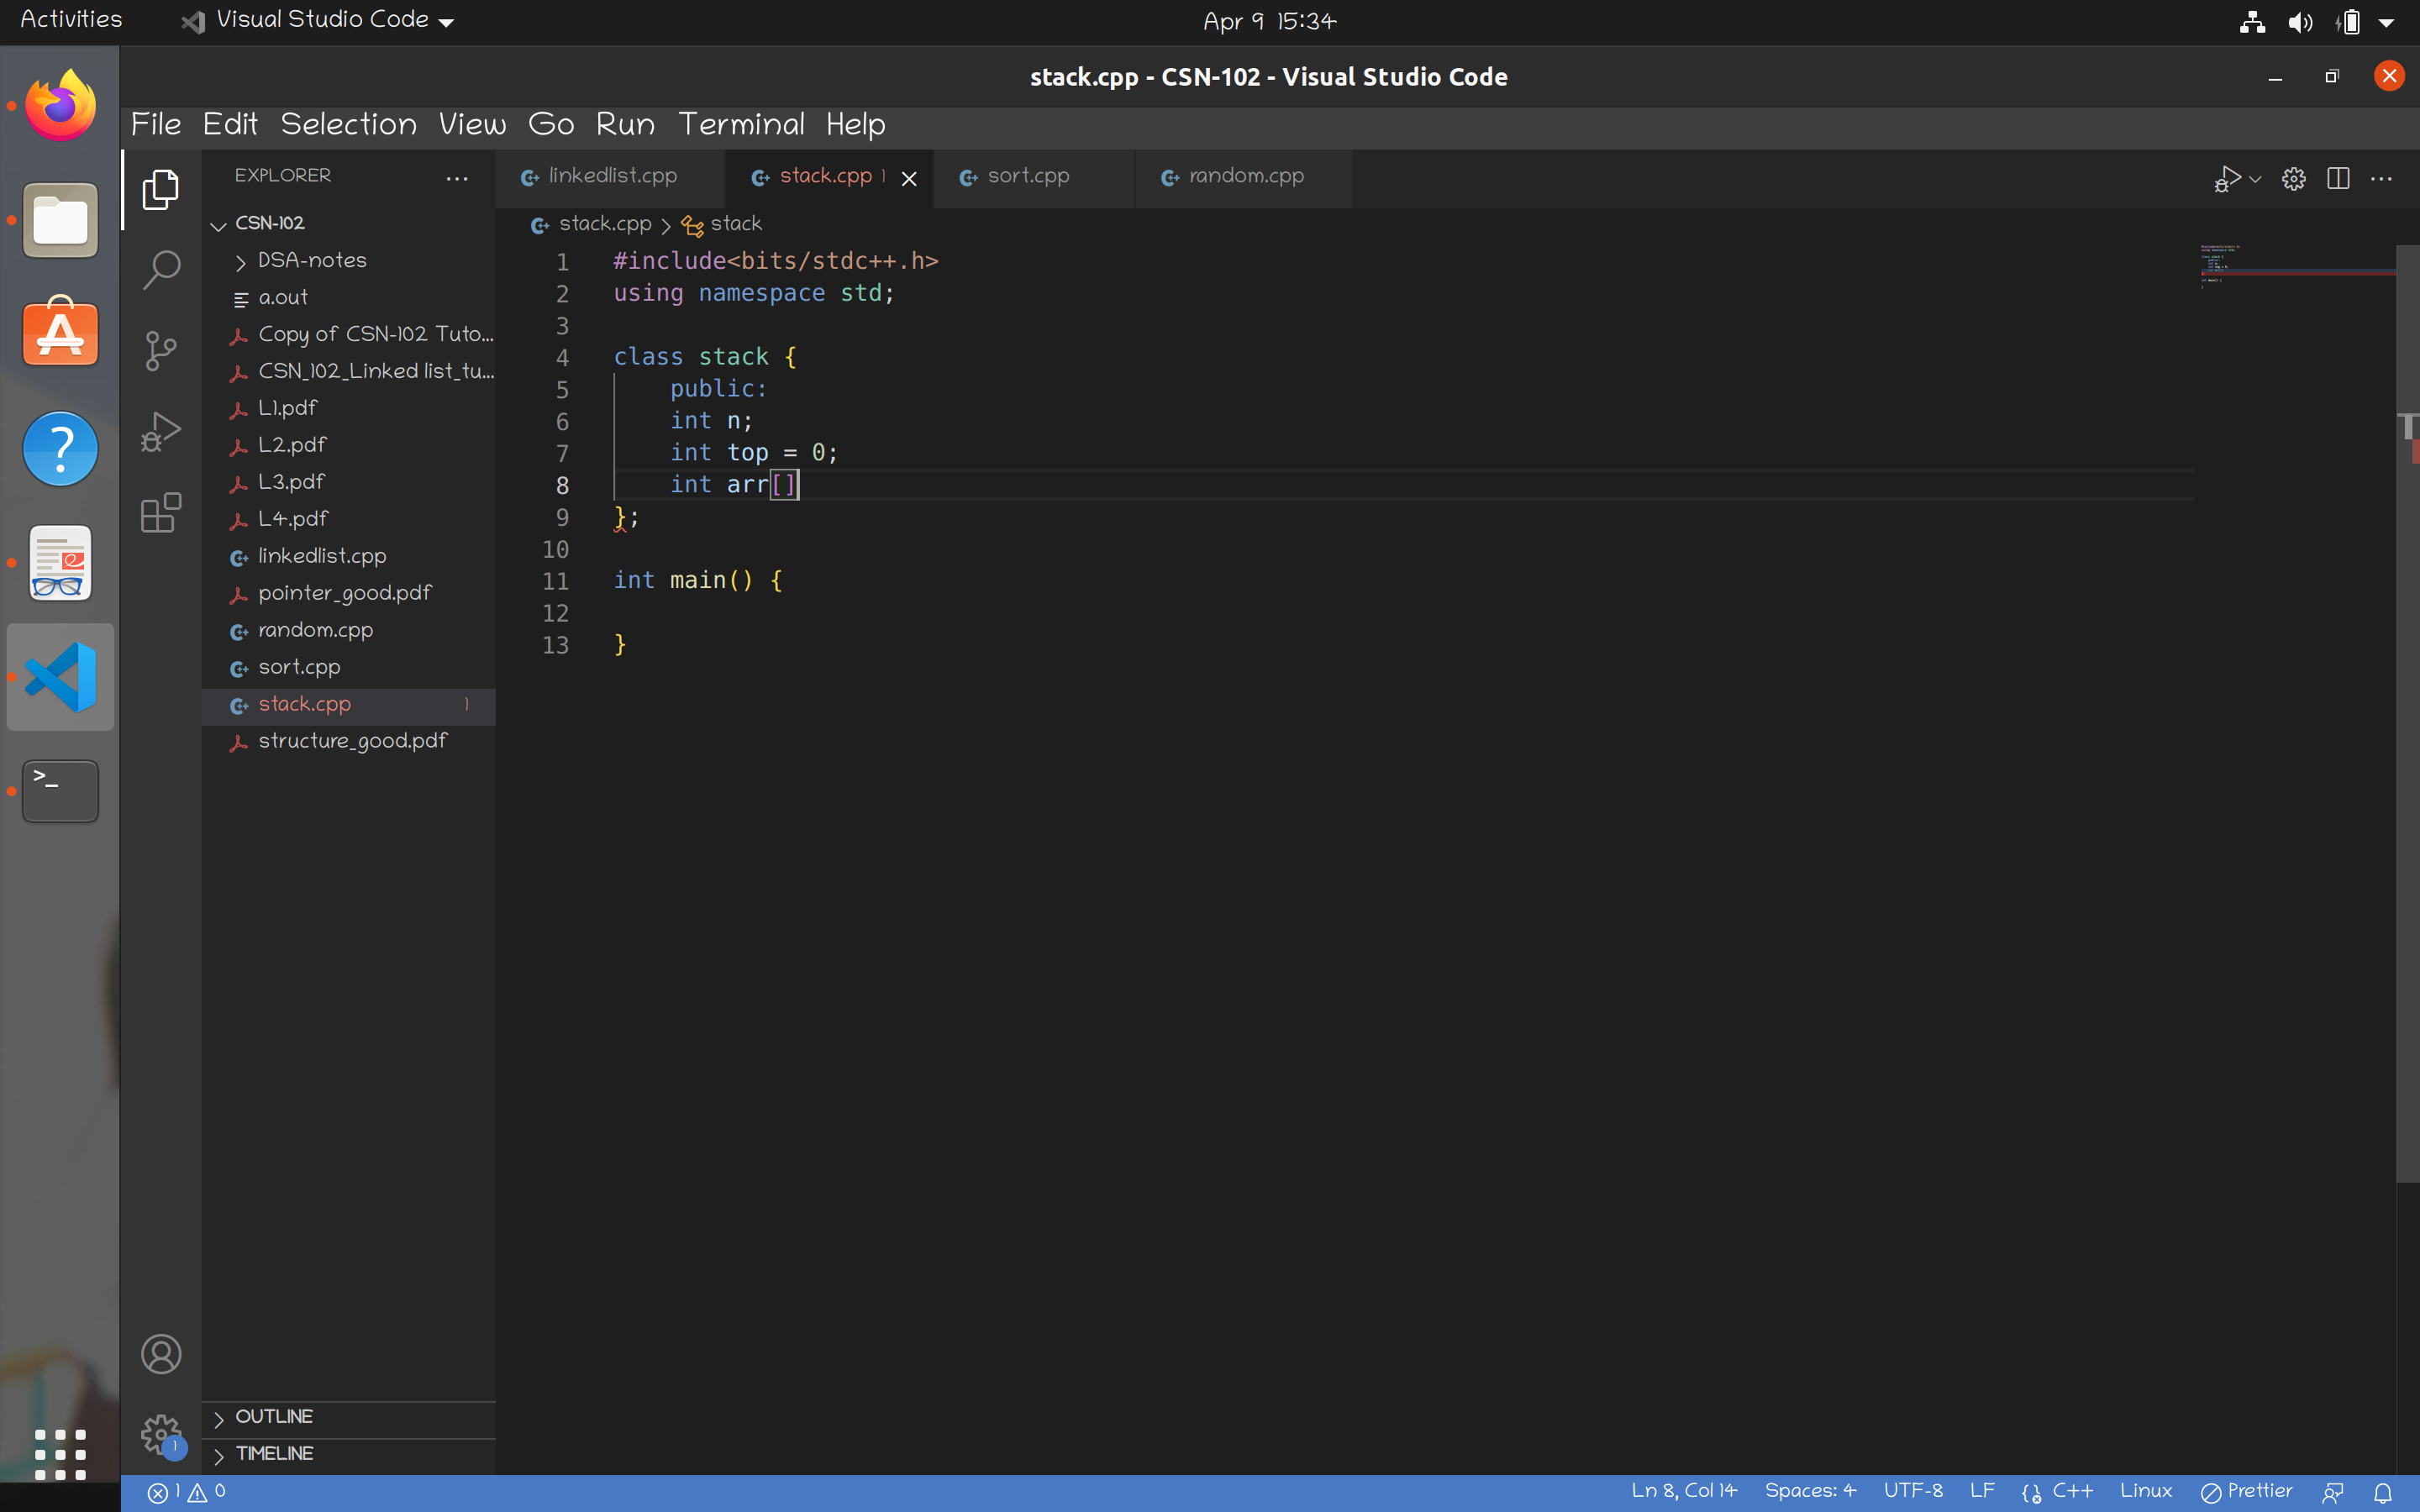 Activities Visual Studio Code Apr 9 15:34
stack.cpp - CSN-102 - Visual Studio Code
File Edit Selection View Go Run Terminal Help
EXPLORER
CSN-102
DSA-notes
a.out
Copy of CSN-102 Tuto...
CSN_102_Linked list_tu...
L1.pdf
L2.pdf
L3.pdf
L4.pdf
linkedlist.cpp
pointer_good.pdf
random.cpp
sort.cpp
stack.cpp 1
structure_good.pdf
OUTLINE
TIMELINE
linkedlist.cpp stack.cpp 1 sort.cpp random.cpp
stack.cpp > stack
1 #include<bits/stdc++.h>
2 using namespace std;
3
4 class stack {
5 public:
6 int n;
7 int top = 0;
8 int arr[]
9 };
10
11 int main() {
12
13 }
1 0 Ln 8, Col 14 Spaces: 4 UTF-8 LF C++ Linux Prettier
1